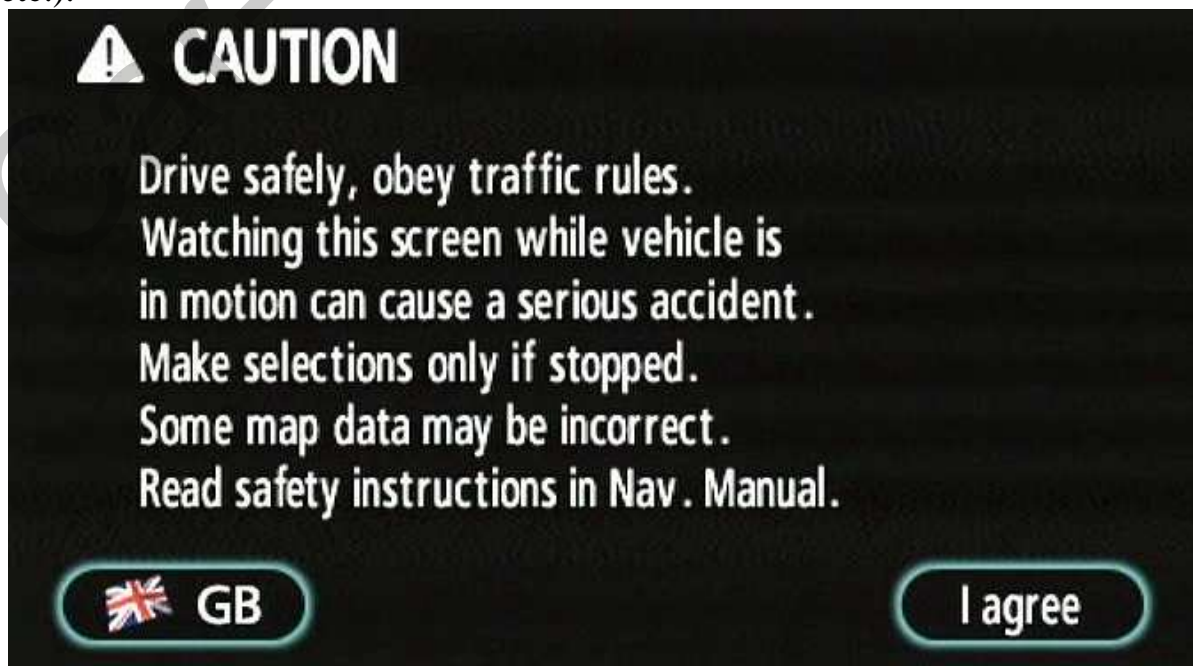 CAUTION
Drive safely, obey traffic rules.
Watching this screen while vehicle is
in motion can cause a serious accident.
Make selections only if stopped.
Some map data may be incorrect.
Read safety instructions in Nav. Manual.
GB
I agree